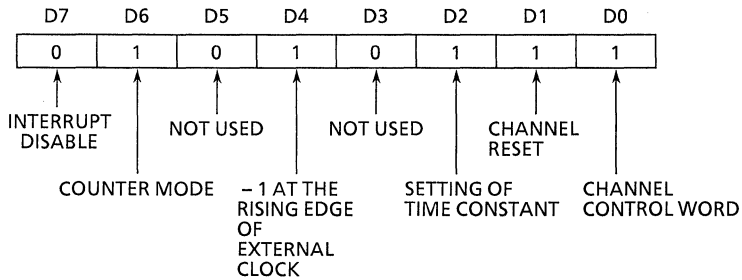 D7 D6 D5 D4 D3 D2 D1 D0
0 1 0 1 0 1 1 1
INTERRUPT
DISABLE
NOT USED
NOT USED
CHANNEL
RESET
COUNTER MODE
– 1 AT THE
RISING EDGE
OF
EXTERNAL
CLOCK
SETTING OF
TIME CONSTANT
CHANNEL
CONTROL WORD